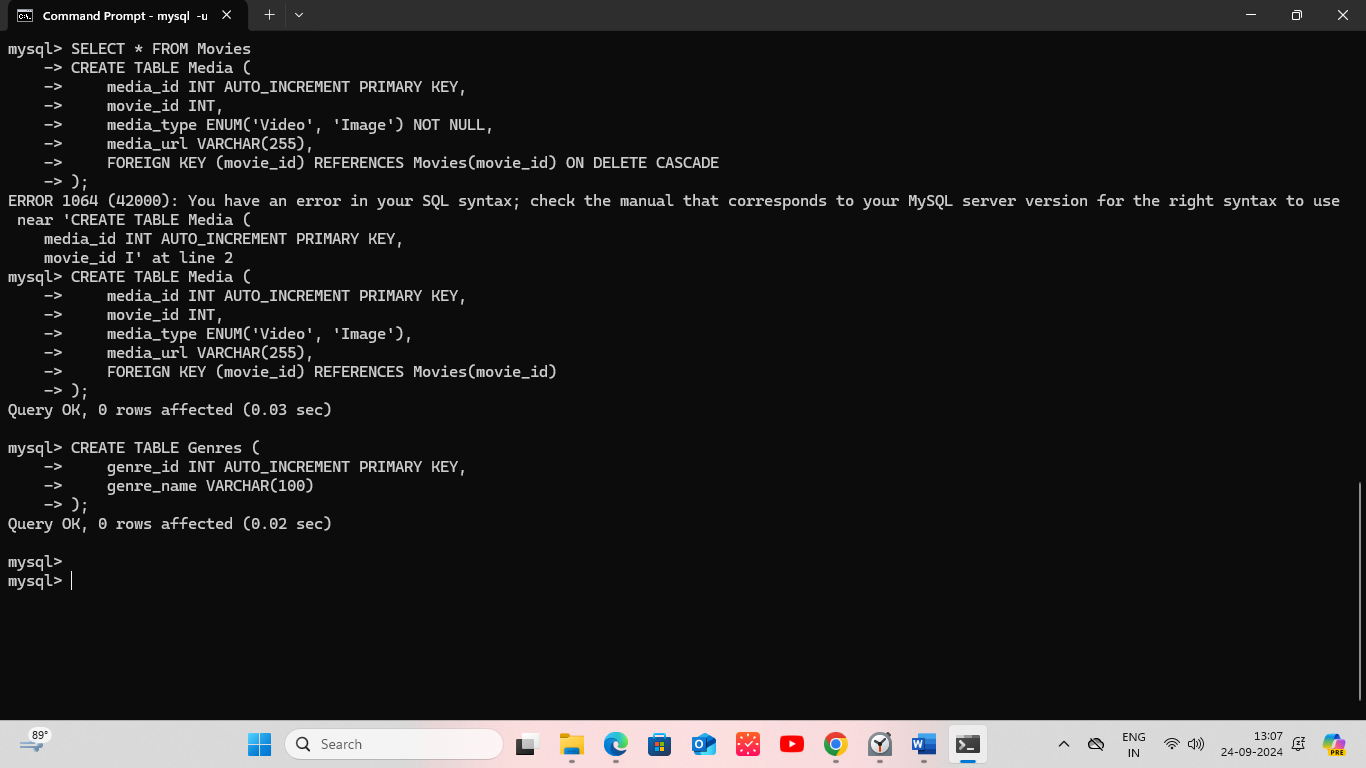 Command Prompt - mysql -u
mysql> SELECT * FROM Movies
    -> CREATE TABLE Media (
    ->     media_id INT AUTO_INCREMENT PRIMARY KEY,
    ->     movie_id INT,
    ->     media_type ENUM('Video', 'Image') NOT NULL,
    ->     media_url VARCHAR(255),
    ->     FOREIGN KEY (movie_id) REFERENCES Movies(movie_id) ON DELETE CASCADE
    -> );
ERROR 1064 (42000): You have an error in your SQL syntax; check the manual that corresponds to your MySQL server version for the right syntax to use
 near 'CREATE TABLE Media (
    media_id INT AUTO_INCREMENT PRIMARY KEY,
    movie_id I' at line 2
mysql> CREATE TABLE Media (
    ->     media_id INT AUTO_INCREMENT PRIMARY KEY,
    ->     movie_id INT,
    ->     media_type ENUM('Video', 'Image'),
    ->     media_url VARCHAR(255),
    ->     FOREIGN KEY (movie_id) REFERENCES Movies(movie_id)
    -> );
Query OK, 0 rows affected (0.03 sec)
mysql> CREATE TABLE Genres (
    ->     genre_id INT AUTO_INCREMENT PRIMARY KEY,
    ->     genre_name VARCHAR(100)
    -> );
Query OK, 0 rows affected (0.02 sec)
mysql>
mysql>
89°
Search
ENG
IN
13:07
24-09-2024
PRE